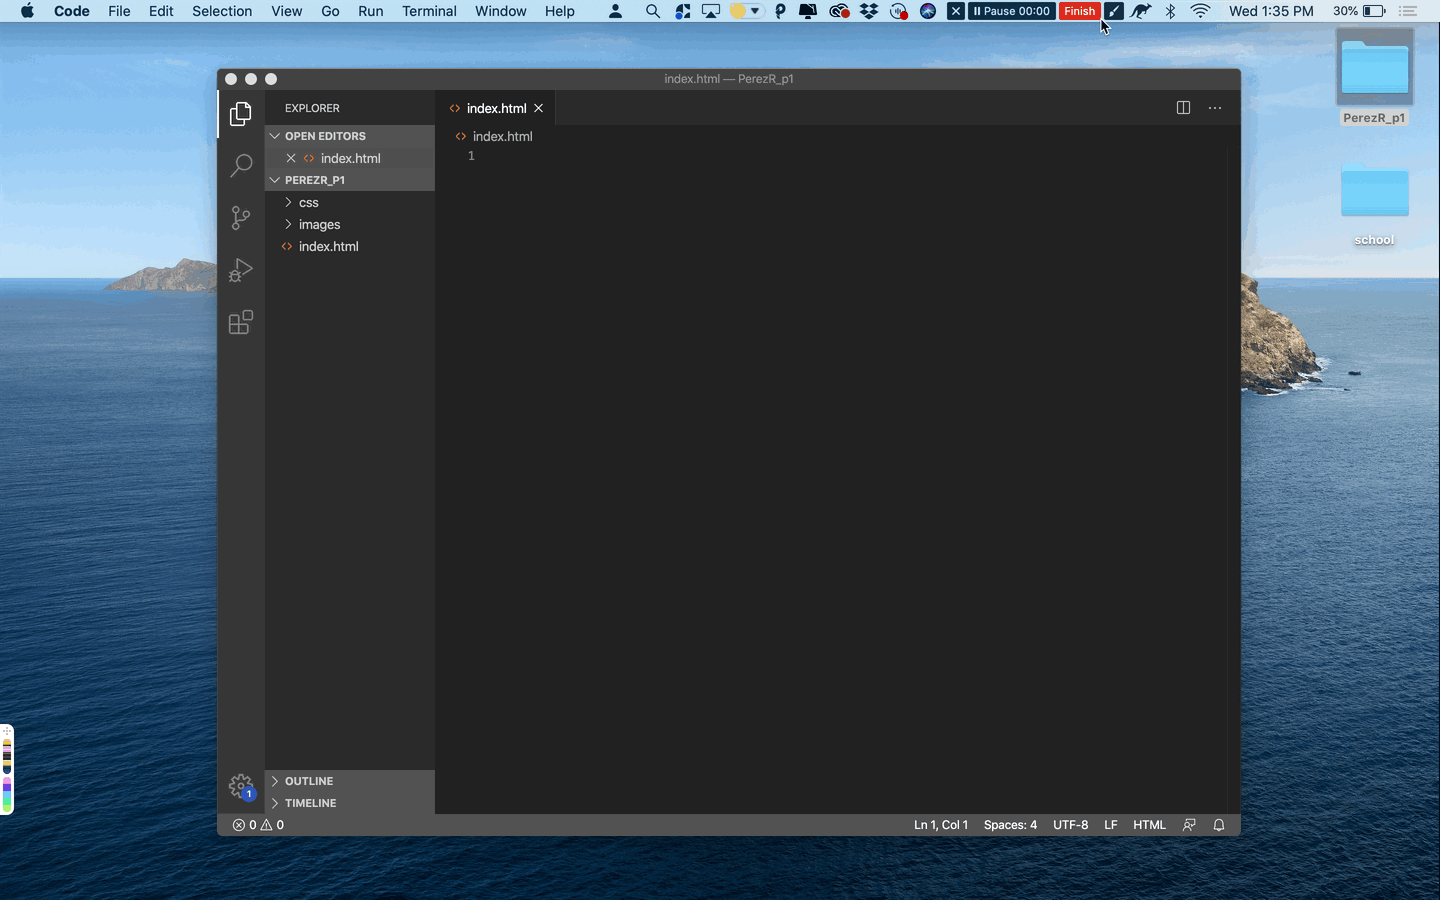 Code File Edit Selection View Go Run Terminal Window Help Pause 00:00 Finish Wed 1:35 PM 30%
index.html — PerezR_p1
EXPLORER
index.html
OPEN EDITORS
index.html
index.html
1
PEREZR_P1
css
images
index.html
OUTLINE
TIMELINE
1
0 0
Ln 1, Col 1 Spaces: 4 UTF-8 LF HTML
PerezR_p1
school